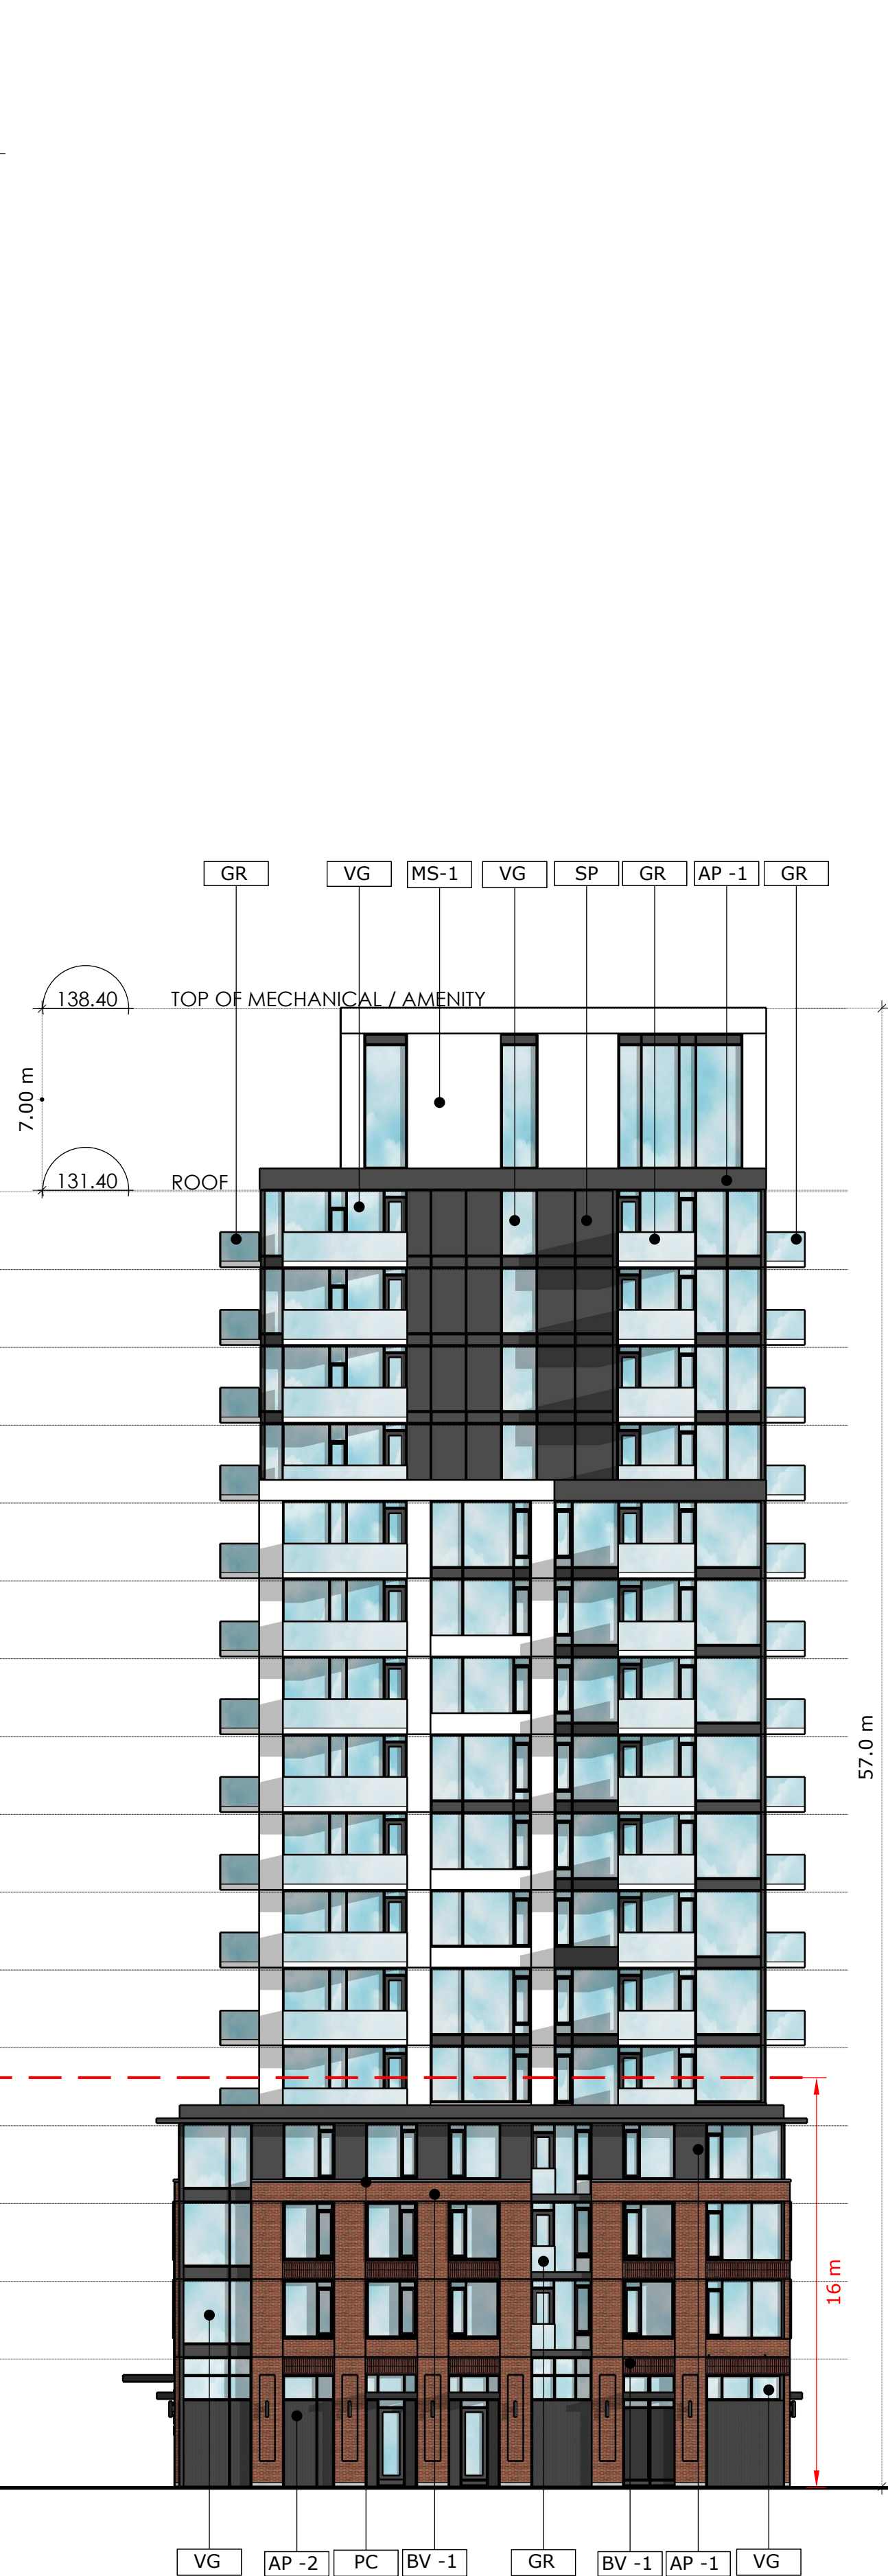 GR
VG
MS-1
VG
SP
GR
AP -1
GR
138.40
TOP OF MECHANICAL / AMENITY
7.00 m
131.40
ROOF
57.0 m
16 m
VG
AP -2
PC
BV -1
GR
BV -1
AP -1
VG